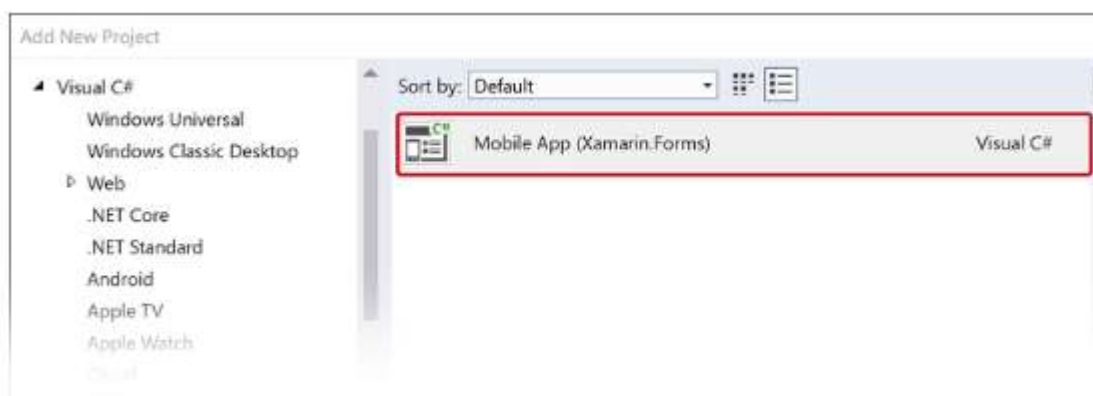 Add New Project
Visual C#
Windows Universal
Windows Classic Desktop
Web
.NET Core
.NET Standard
Android
Apple TV
Apple Watch
Sort by: Default
C#
Mobile App (Xamarin.Forms) Visual C#